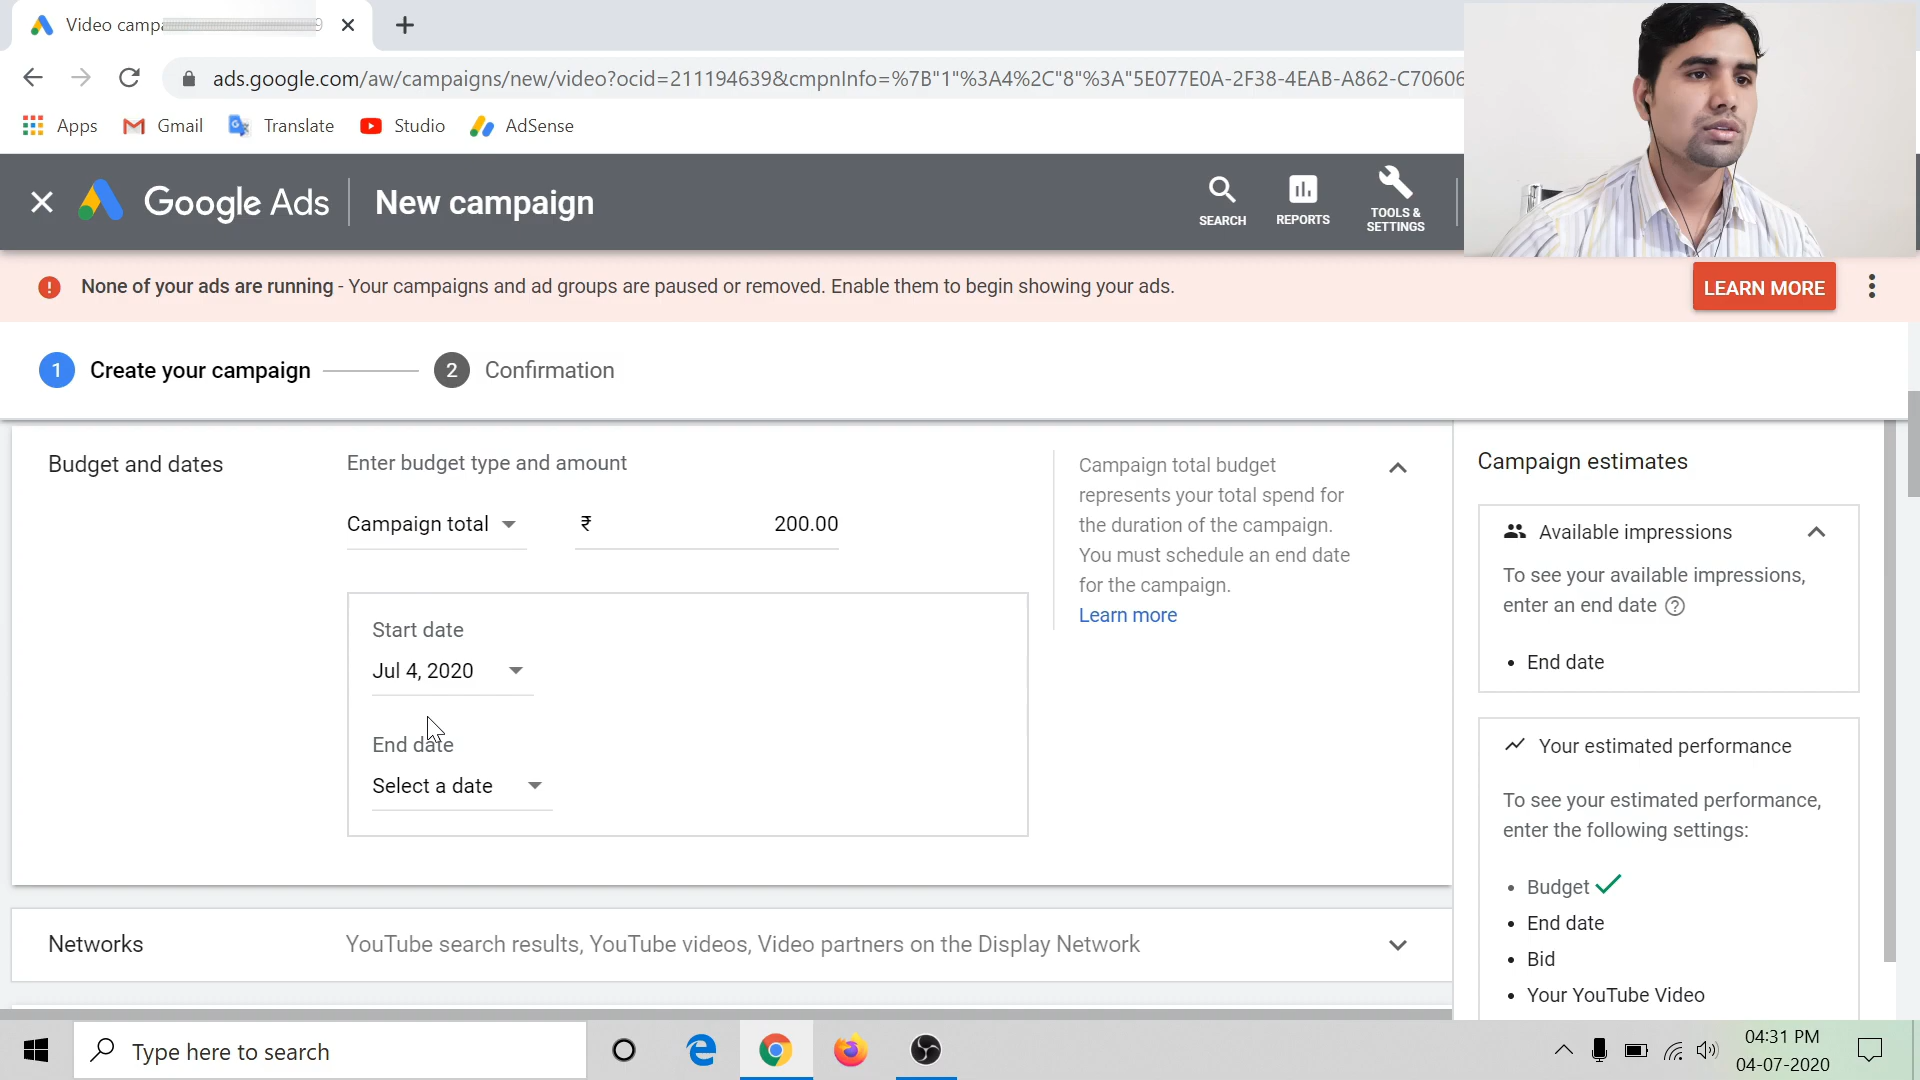 Video campa
9
ads.google.com/aw/campaigns/new/video?ocid=211194639&cmpnInfo=%7B"1"%3A4%2C"8"%3A"5E077E0A-2F38-4EAB-A862-C70606
Apps Gmail Translate Studio AdSense
Google Ads New campaign
SEARCH REPORTS TOOLS &
SETTINGS
None of your ads are running - Your campaigns and ad groups are paused or removed. Enable them to begin showing your ads.
LEARN MORE
1 Create your campaign 2 Confirmation
Budget and dates
Enter budget type and amount
Campaign total ₹ 200.00
Start date
Jul 4, 2020
End date
Select a date
Campaign total budget
represents your total spend for
the duration of the campaign.
You must schedule an end date
for the campaign.
Learn more
Campaign estimates
Available impressions
To see your available impressions,
enter an end date ?
• End date
Your estimated performance
To see your estimated performance,
enter the following settings:
• Budget
• End date
• Bid
• Your YouTube Video
Networks YouTube search results, YouTube videos, Video partners on the Display Network
Type here to search
04:31 PM
04-07-2020